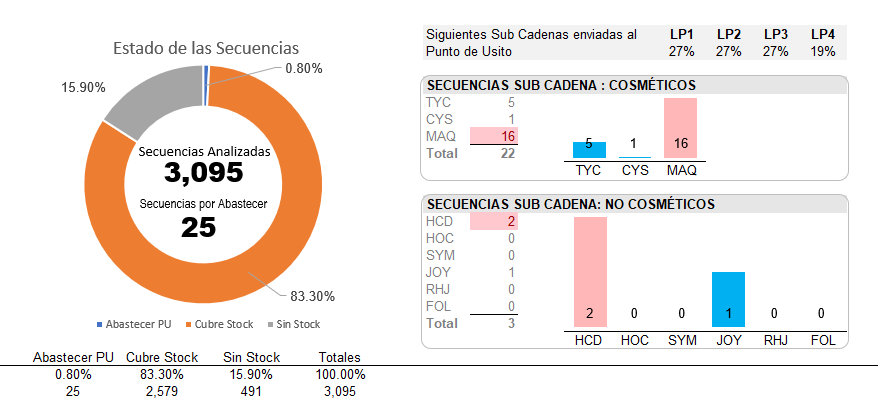 Siguientes Sub Cadenas enviadas al Punto de Usito
LP1 LP2 LP3 LP4
27% 27% 27% 19%
Estado de las Secuencias
0.80%
15.90%
Secuencias Analizadas
3,095
Secuencias por Abastecer
25
83.30%
Abastecer PU Cubre Stock Sin Stock
Abastecer PU Cubre Stock Sin Stock Totales
0.80% 83.30% 15.90% 100.00%
25 2,579 491 3,095
SECUENCIAS SUB CADENA : COSMÉTICOS
TYC 5
CYS 1
MAQ 16
Total 22
5 1 16
TYC CYS MAQ
SECUENCIAS SUB CADENA: NO COSMÉTICOS
HCD 2
HOC 0
SYM 0
JOY 1
RHJ 0
FOL 0
Total 3
2 0 0 1 0 0
HCD HOC SYM JOY RHJ FOL